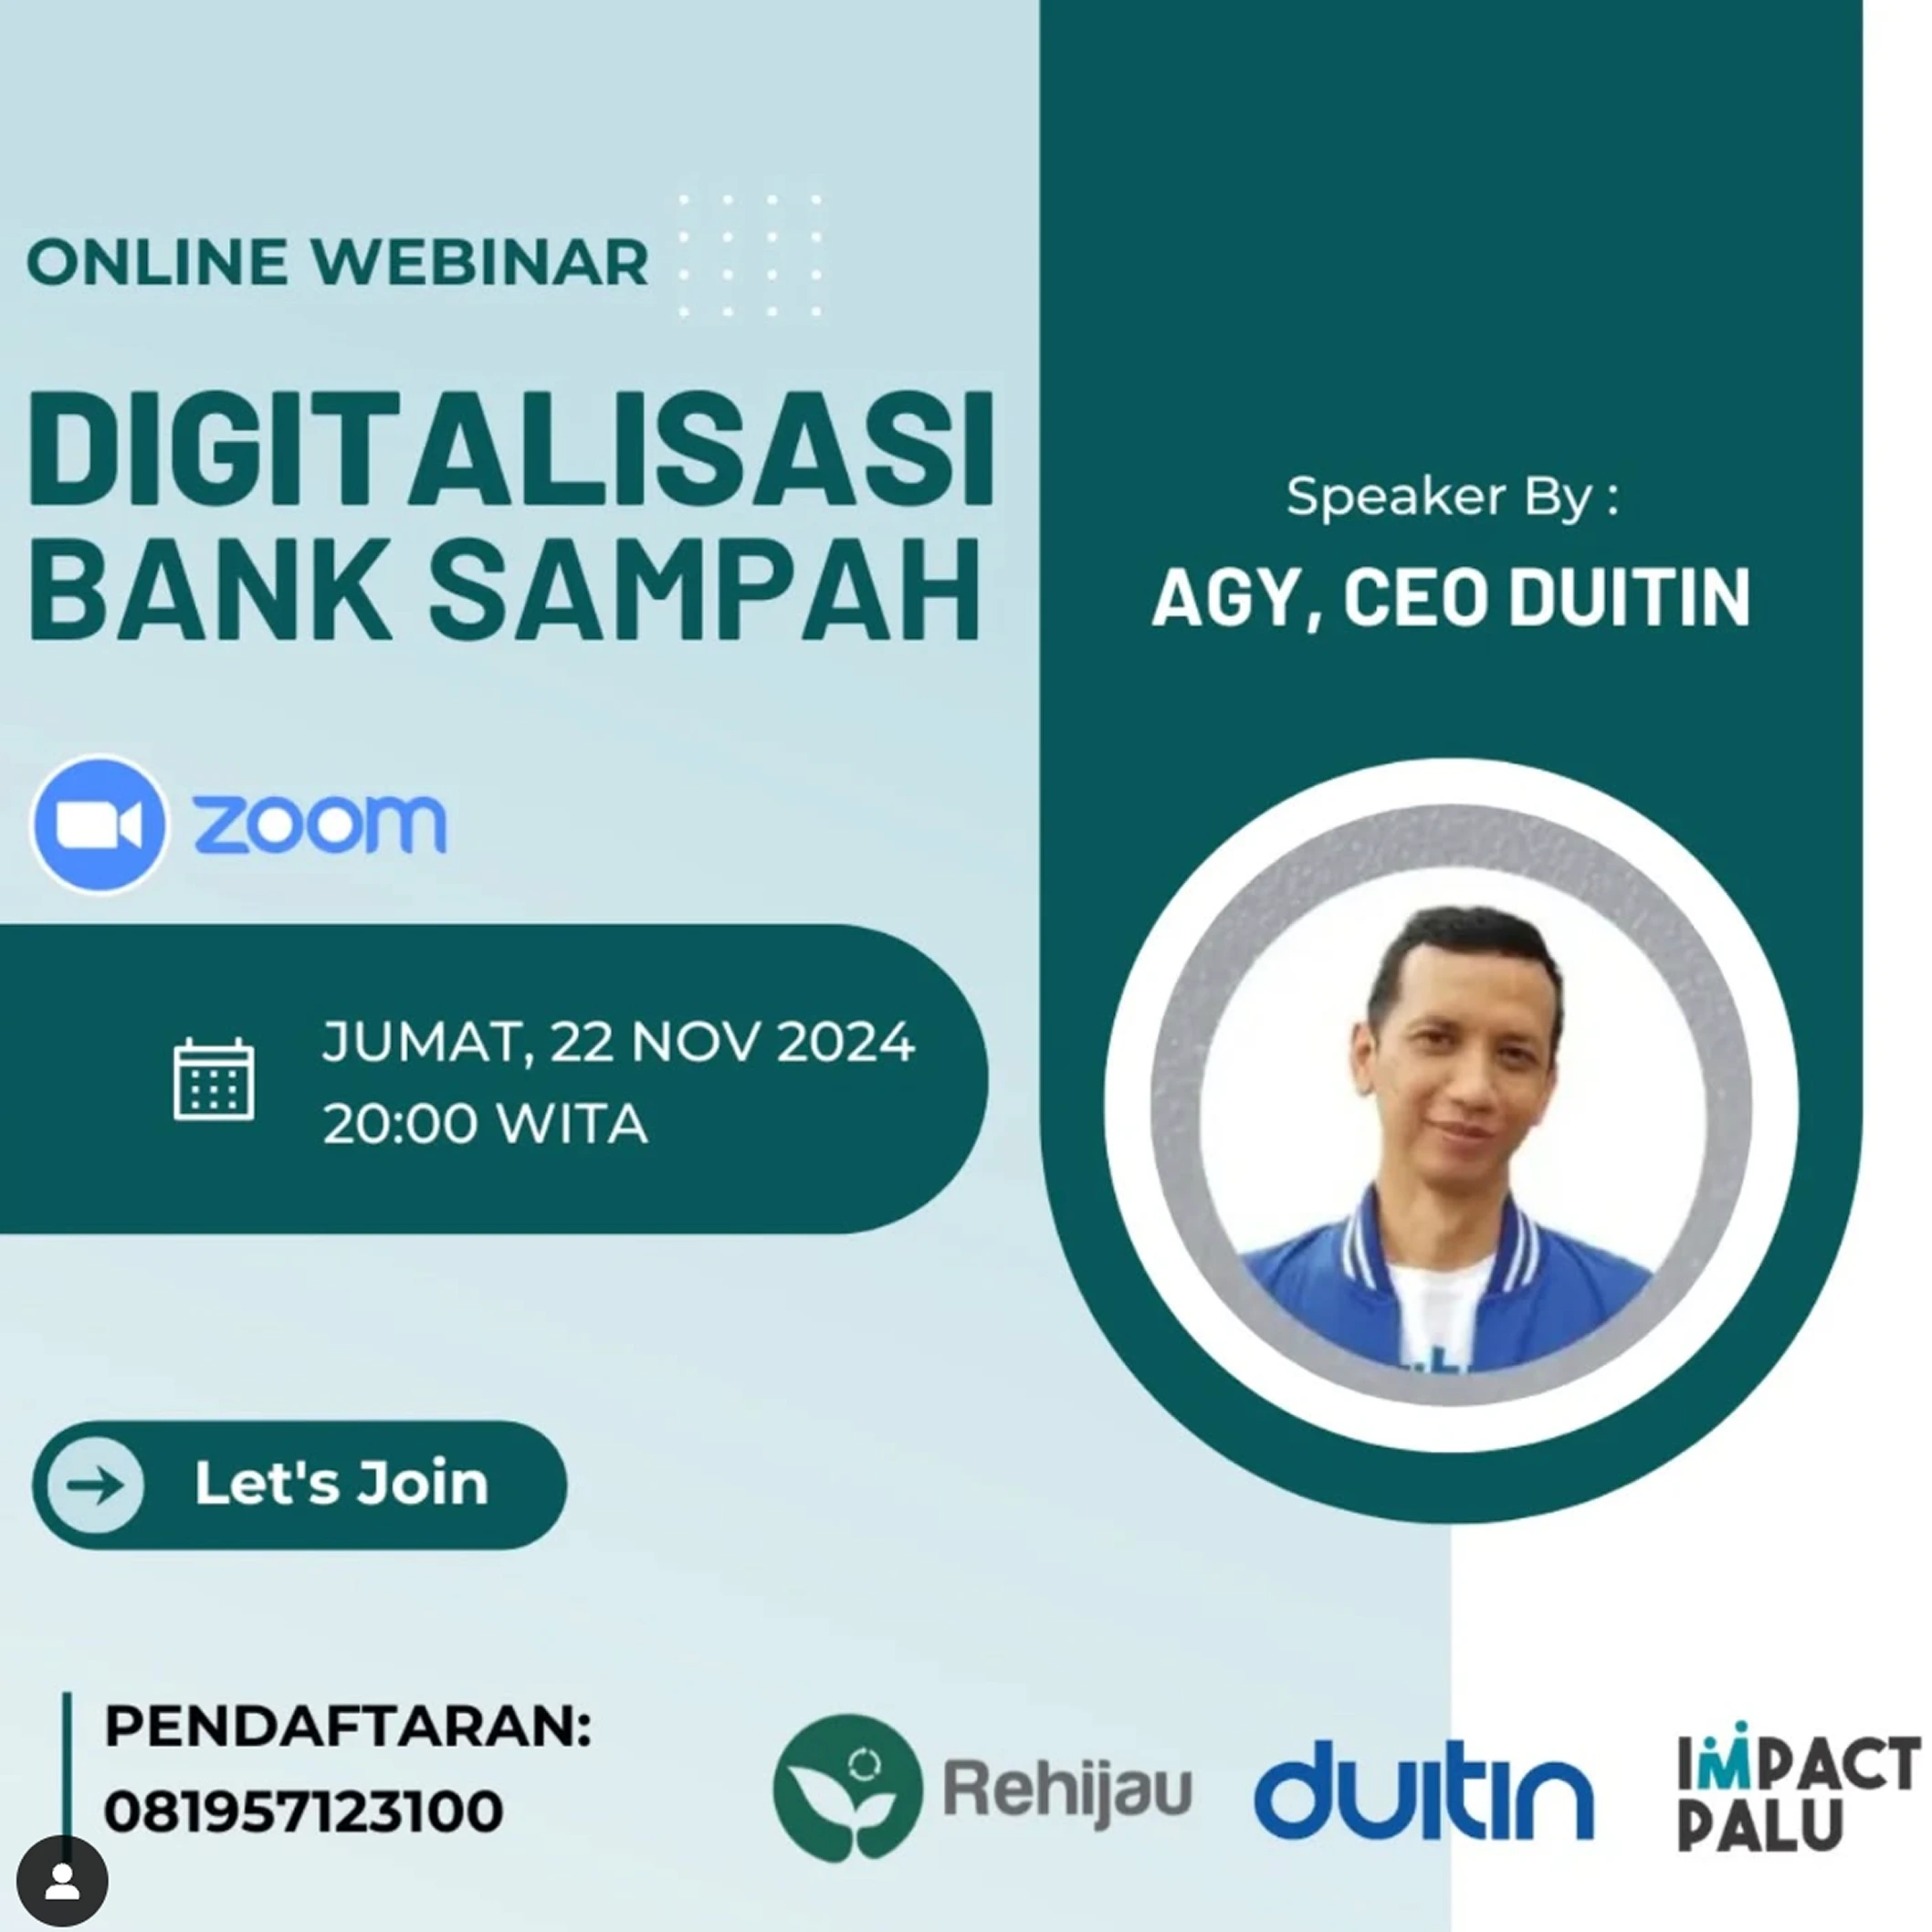 ONLINE WEBINAR
DIGITALISASI
BANK SAMPAH
zoom
JUMAT, 22 NOV 2024
20:00 WITA
Let's Join
PENDAFTARAN:
081957123100
Speaker By :
AGY, CEO DUITIN
Rehijau
duitin
IMPACT
PALU